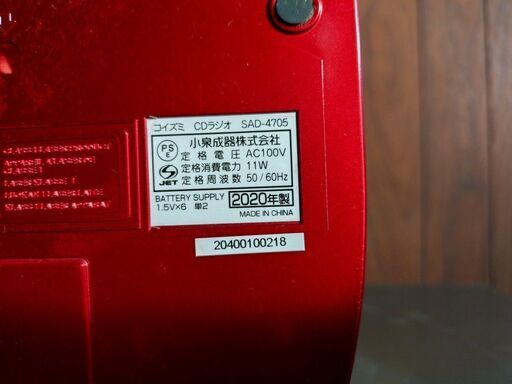 コイズミ CDラジオ SAD-4705
PS
E
小泉成器株式会社
定格電圧 AC100V
定格消費電力 11W
定格周波数 50/60Hz
JET
BATTERY SUPPLY
1.5V×6 単2
2020年製
MADE IN CHINA
20400100218